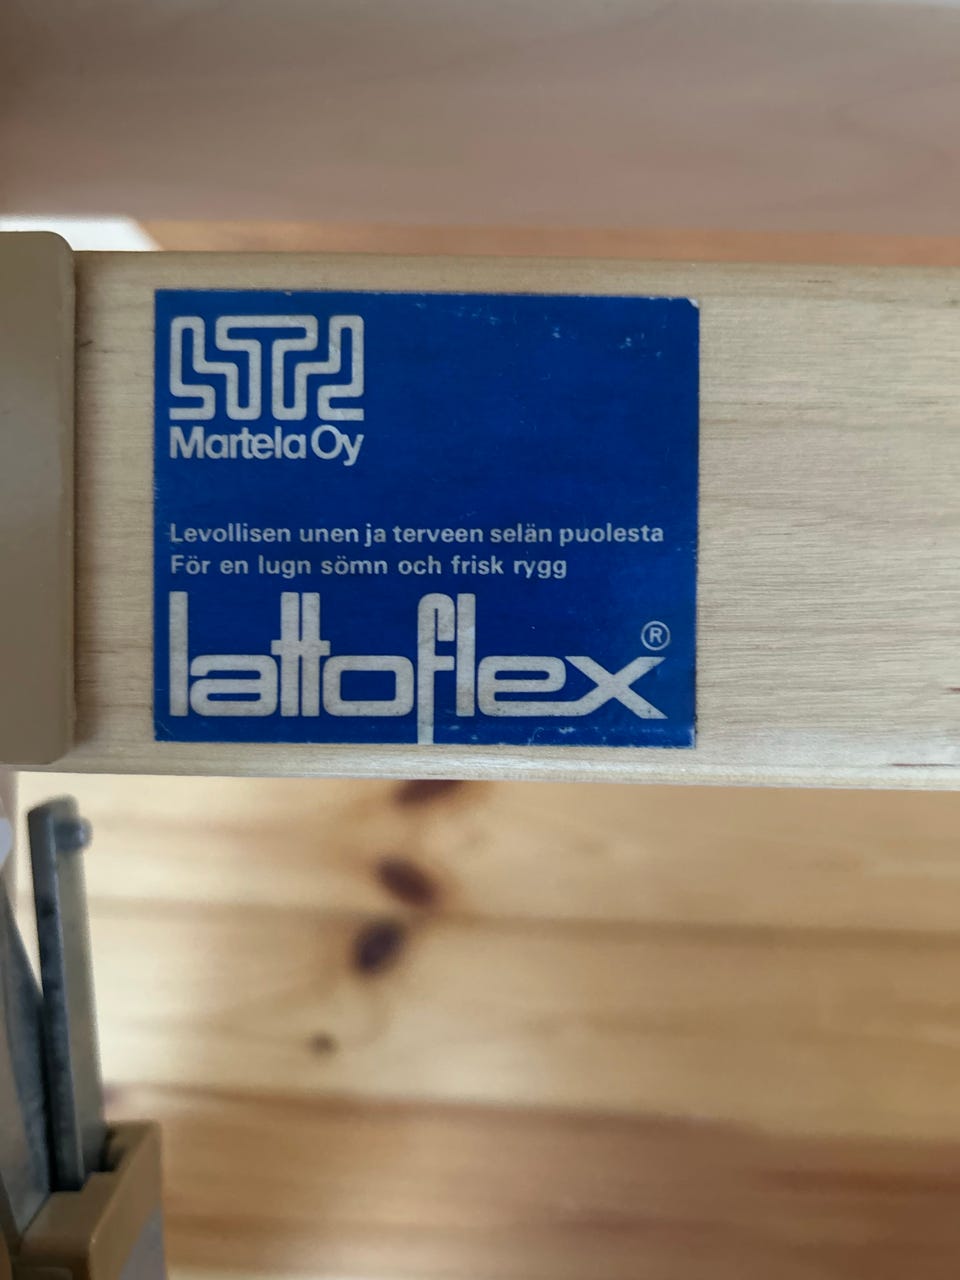 Martela Oy
Levollisen unen ja terveen selän puolesta
För en lugn sömn och frisk rygg
lattoflex®